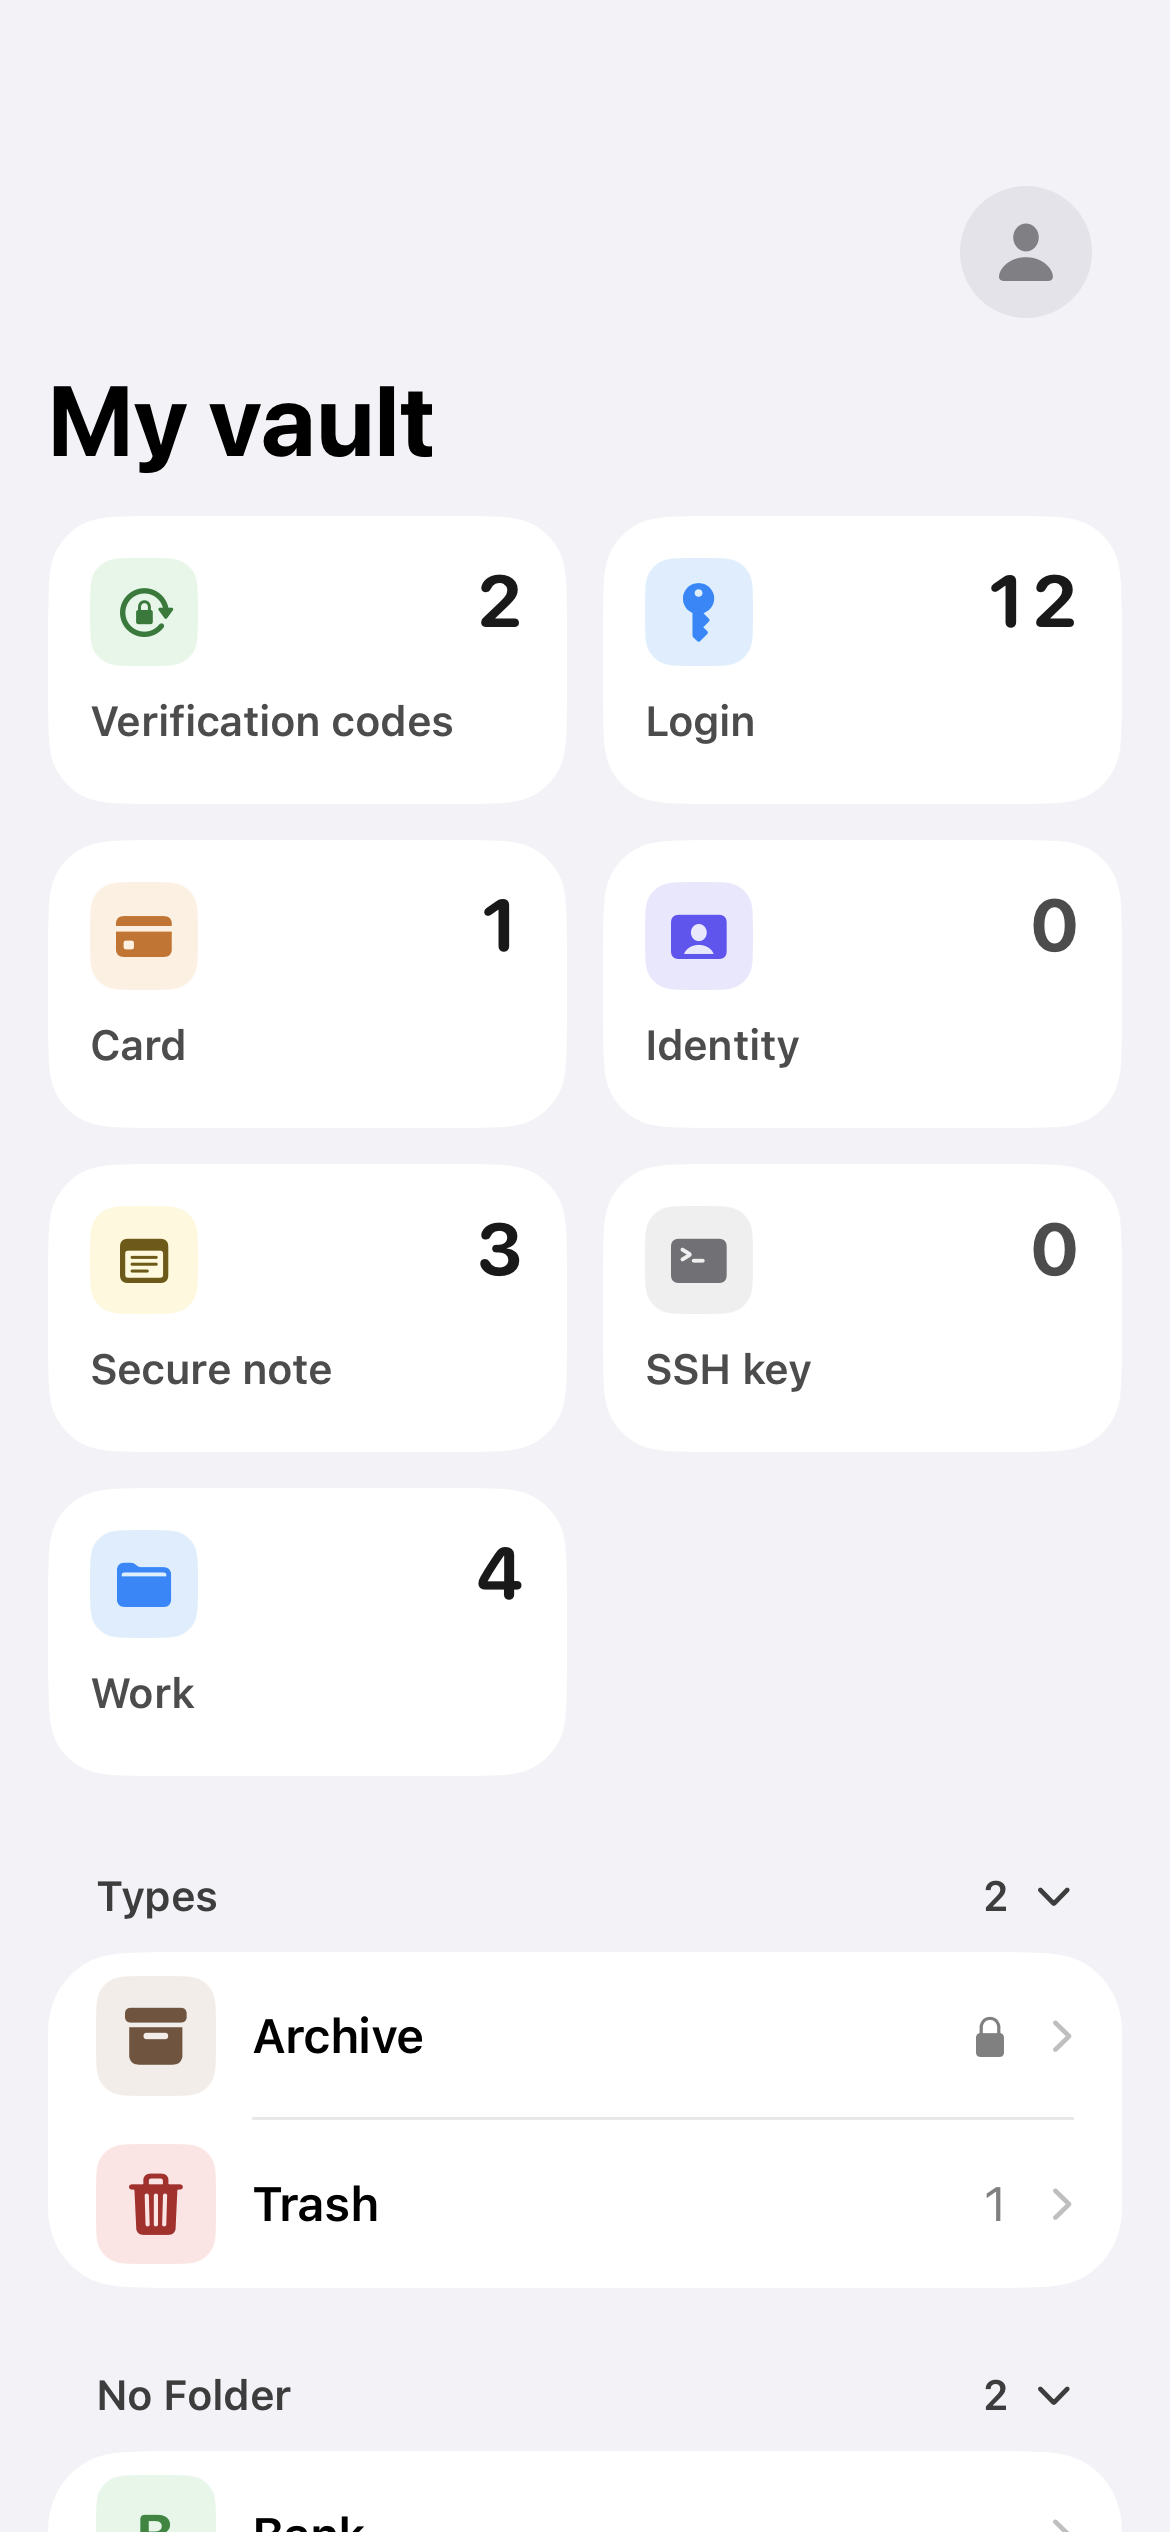 My vault
2
Verification codes
12
Login
1
Card
0
Identity
3
Secure note
0
SSH key
4
Work
Types 2
Archive
Trash 1
No Folder 2
B
Bank